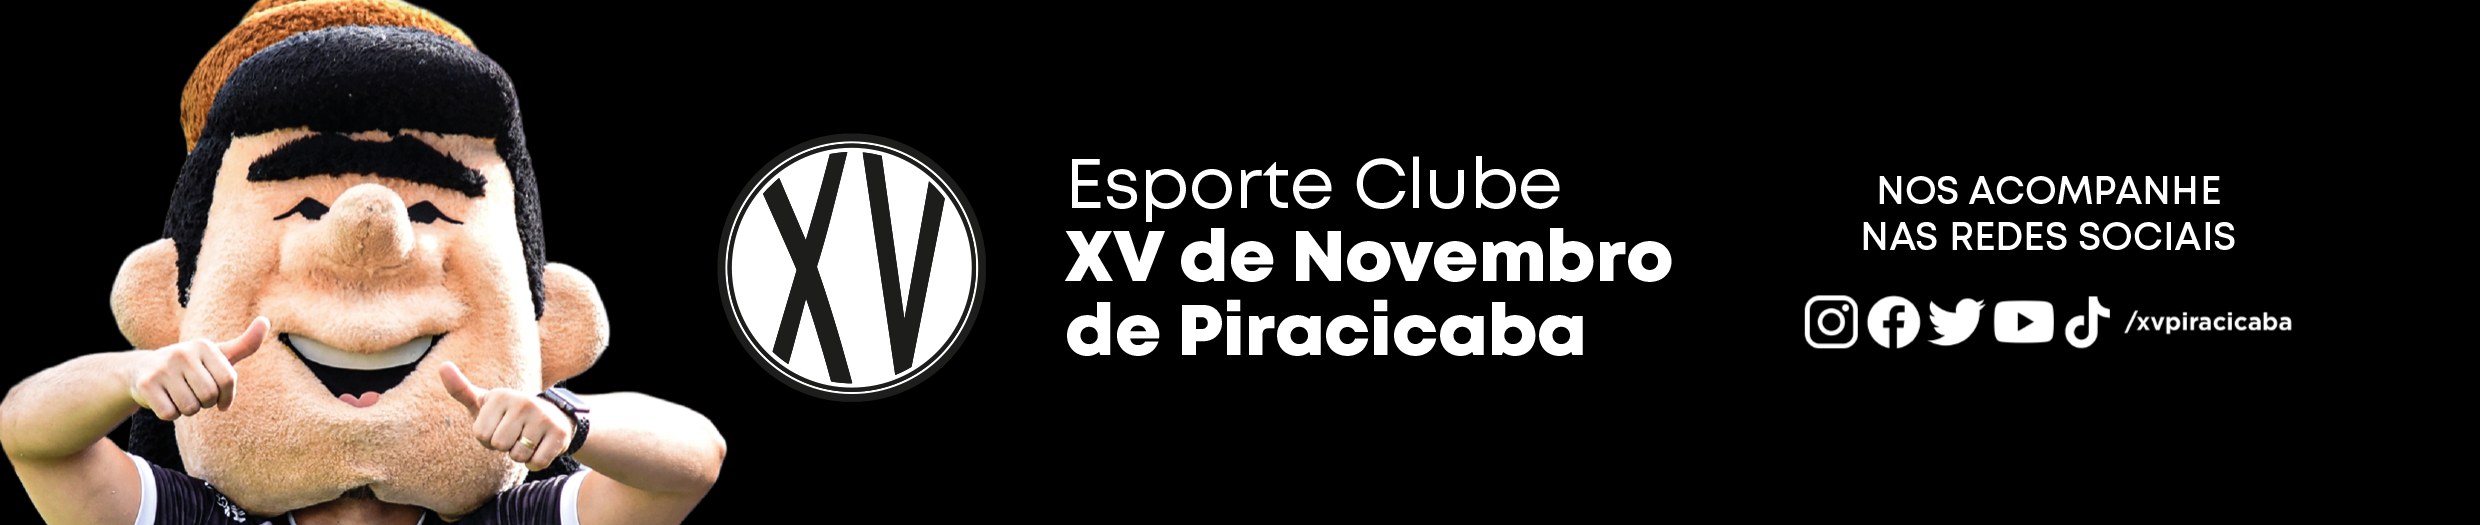 XV
Esporte Clube
XV de Novembro
de Piracicaba
NOS ACOMPANHE
NAS REDES SOCIAIS
/xvpiracicaba